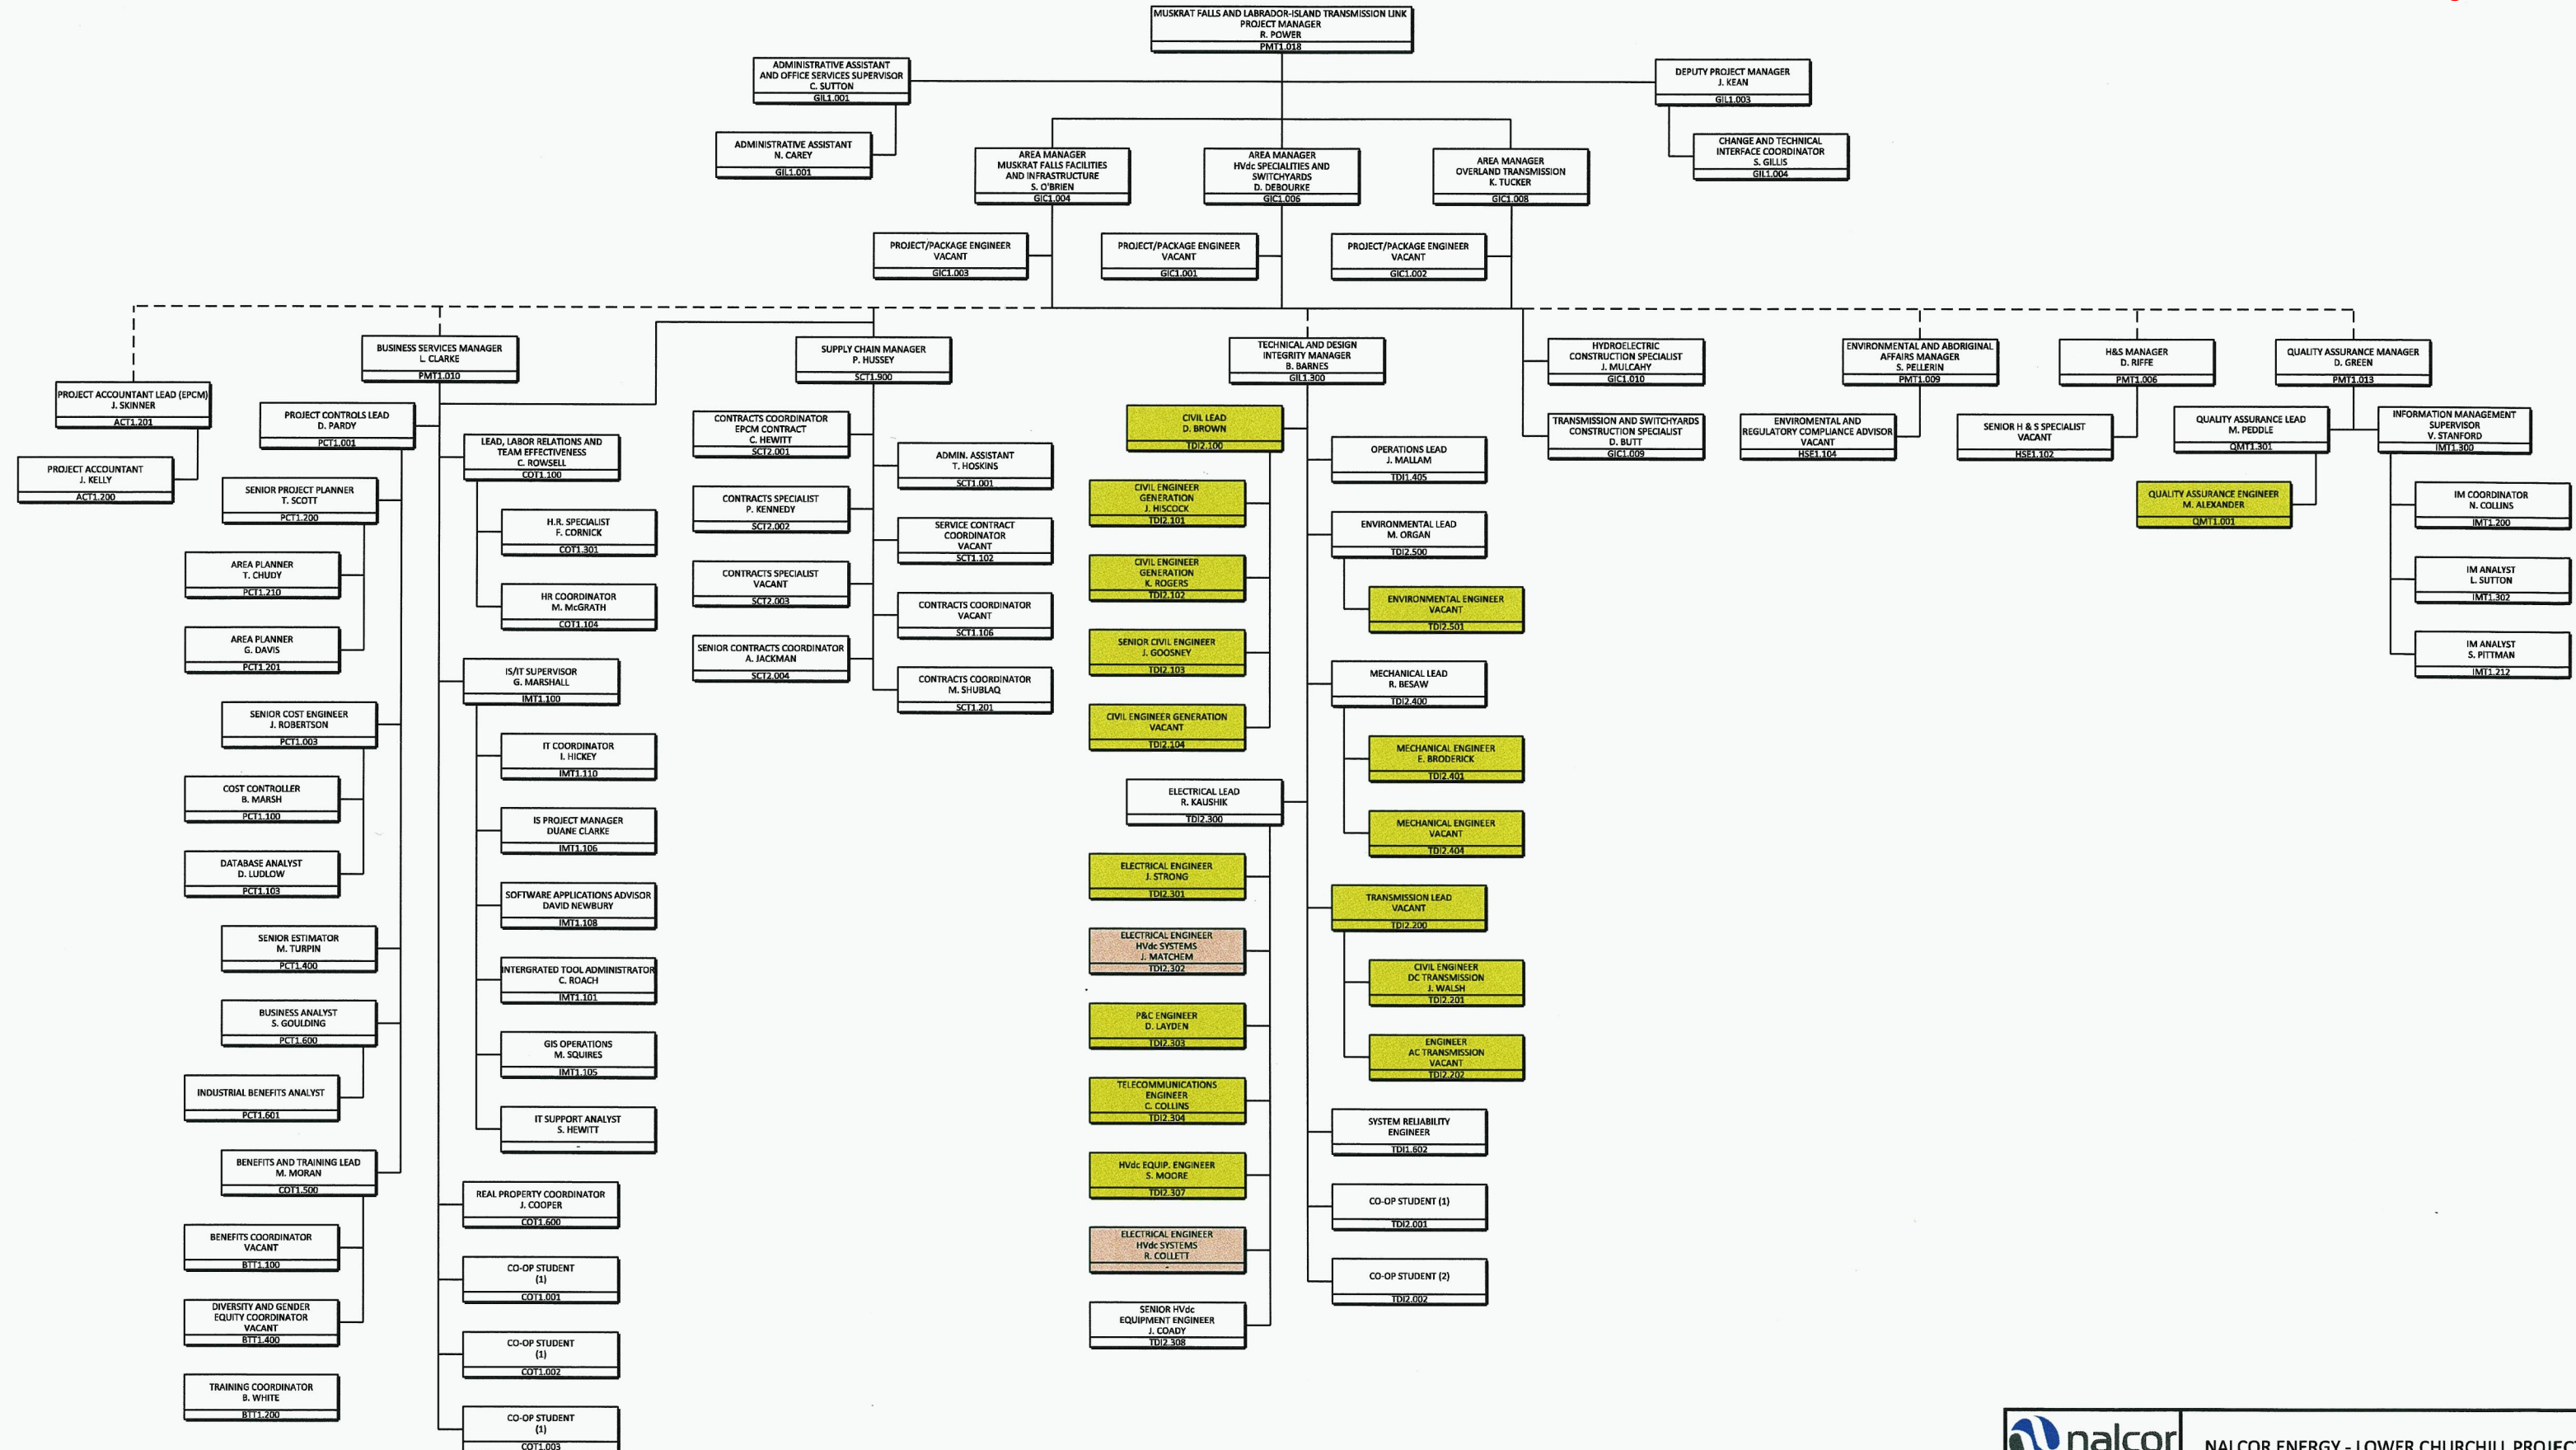 MUSKRAT FALLS AND LABRADOR-ISLAND TRANSMISSION LINK
PROJECT MANAGER
R. POWER
PMT1.018
ADMINISTRATIVE ASSISTANT
AND OFFICE SERVICES SUPERVISOR
C. SUTTON
GIL1.001
DEPUTY PROJECT MANAGER
J. KEAN
GIL1.003
ADMINISTRATIVE ASSISTANT
N. CAREY
GIL1.001
AREA MANAGER
MUSKRAT FALLS FACILITIES
AND INFRASTRUCTURE
S. O'BRIEN
GIC1.004
AREA MANAGER
HVdc SPECIALITIES AND
SWITCHYARDS
D. DEBOURKE
GIC1.006
AREA MANAGER
OVERLAND TRANSMISSION
K. TUCKER
GIC1.008
CHANGE AND TECHNICAL
INTERFACE COORDINATOR
S. GILLIS
GIL1.004
PROJECT/PACKAGE ENGINEER
VACANT
GIC1.003
PROJECT/PACKAGE ENGINEER
VACANT
GIC1.001
PROJECT/PACKAGE ENGINEER
VACANT
GIC1.002
PROJECT ACCOUNTANT LEAD (EPCM)
J. SKINNER
ACT1.201
PROJECT ACCOUNTANT
J. KELLY
ACT1.200
BUSINESS SERVICES MANAGER
L. CLARKE
PMT1.010
PROJECT CONTROLS LEAD
D. PARDY
PCT1.001
SENIOR PROJECT PLANNER
T. SCOTT
PCT1.200
AREA PLANNER
T. CHUDY
PCT1.210
AREA PLANNER
G. DAVIS
PCT1.201
SENIOR COST ENGINEER
J. ROBERTSON
PCT1.003
COST CONTROLLER
B. MARSH
PCT1.100
DATABASE ANALYST
D. LUDLOW
PCT1.103
SENIOR ESTIMATOR
M. TURPIN
PCT1.400
BUSINESS ANALYST
S. GOULDING
PCT1.600
INDUSTRIAL BENEFITS ANALYST
PCT1.601
BENEFITS AND TRAINING LEAD
M. MORAN
COT1.500
BENEFITS COORDINATOR
VACANT
BTT1.100
DIVERSITY AND GENDER
EQUITY COORDINATOR
VACANT
BTT1.400
TRAINING COORDINATOR
B. WHITE
BTT1.200
LEAD, LABOR RELATIONS AND
TEAM EFFECTIVENESS
C. ROWSELL
COT1.100
H.R. SPECIALIST
F. CORNICK
COT1.301
HR COORDINATOR
M. McGRATH
COT1.104
IS/IT SUPERVISOR
G. MARSHALL
IMT1.100
IT COORDINATOR
I. HICKEY
IMT1.110
IS PROJECT MANAGER
DUANE CLARKE
IMT1.106
SOFTWARE APPLICATIONS ADVISOR
DAVID NEWBURY
IMT1.108
INTERGRATED TOOL ADMINISTRATOR
C. ROACH
IMT1.101
GIS OPERATIONS
M. SQUIRES
IMT1.105
IT SUPPORT ANALYST
S. HEWITT
-
REAL PROPERTY COORDINATOR
J. COOPER
COT1.600
CO-OP STUDENT
(1)
COT1.001
CO-OP STUDENT
(1)
COT1.002
CO-OP STUDENT
(1)
COT1.003
SUPPLY CHAIN MANAGER
P. HUSSEY
SCT1.900
CONTRACTS COORDINATOR
EPCM CONTRACT
C. HEWITT
SCT2.001
CONTRACTS SPECIALIST
P. KENNEDY
SCT2.002
CONTRACTS SPECIALIST
VACANT
SCT2.003
SENIOR CONTRACTS COORDINATOR
A. JACKMAN
SCT2.004
ADMIN. ASSISTANT
T. HOSKINS
SCT1.001
SERVICE CONTRACT
COORDINATOR
VACANT
SCT1.102
CONTRACTS COORDINATOR
VACANT
SCT1.106
CONTRACTS COORDINATOR
M. SHUBLAQ
SCT1.201
TECHNICAL AND DESIGN
INTEGRITY MANAGER
B. BARNES
GIL1.300
CIVIL LEAD
D. BROWN
TDI2.100
CIVIL ENGINEER
GENERATION
J. HISCOCK
TDI2.101
CIVIL ENGINEER
GENERATION
K. ROGERS
TDI2.102
SENIOR CIVIL ENGINEER
J. GOOSNEY
TDI2.103
CIVIL ENGINEER GENERATION
VACANT
TDI2.104
ELECTRICAL LEAD
R. KAUSHIK
TDI2.300
ELECTRICAL ENGINEER
J. STRONG
TDI2.301
ELECTRICAL ENGINEER
HVdc SYSTEMS
J. MATCHEM
TDI2.302
P&C ENGINEER
D. LAYDEN
TDI2.303
TELECOMMUNICATIONS
ENGINEER
C. COLLINS
TDI2.304
HVdc EQUIP. ENGINEER
S. MOORE
TDI2.307
ELECTRICAL ENGINEER
HVdc SYSTEMS
R. COLLETT
-
SENIOR HVdc
EQUIPMENT ENGINEER
J. COADY
TDI2.308
OPERATIONS LEAD
J. MALLAM
TDI1.405
ENVIRONMENTAL LEAD
M. ORGAN
TDI2.500
ENVIRONMENTAL ENGINEER
VACANT
TDI2.501
MECHANICAL LEAD
R. BESAW
TDI2.400
MECHANICAL ENGINEER
E. BRODERICK
TDI2.401
MECHANICAL ENGINEER
VACANT
TDI2.404
TRANSMISSION LEAD
VACANT
TDI2.200
CIVIL ENGINEER
DC TRANSMISSION
J. WALSH
TDI2.201
ENGINEER
AC TRANSMISSION
VACANT
TDI2.202
SYSTEM RELIABILITY
ENGINEER
TDI1.602
CO-OP STUDENT (1)
TDI2.001
CO-OP STUDENT (2)
TDI2.002
HYDROELECTRIC
CONSTRUCTION SPECIALIST
J. MULCAHY
GIC1.010
TRANSMISSION AND SWITCHYARDS
CONSTRUCTION SPECIALIST
D. BUTT
GIC1.009
ENVIRONMENTAL AND ABORIGINAL
AFFAIRS MANAGER
S. PELLERIN
PMT1.009
ENVIROMENTAL AND
REGULATORY COMPLIANCE ADVISOR
VACANT
HSE1.104
H&S MANAGER
D. RIFFE
PMT1.006
SENIOR H & S SPECIALIST
VACANT
HSE1.102
QUALITY ASSURANCE MANAGER
D. GREEN
PMT1.013
QUALITY ASSURANCE LEAD
M. PEDDLE
QMT1.301
QUALITY ASSURANCE ENGINEER
M. ALEXANDER
QMT1.001
INFORMATION MANAGEMENT
SUPERVISOR
V. STANFORD
IMT1.300
IM COORDINATOR
N. COLLINS
IMT1.200
IM ANALYST
L. SUTTON
IMT1.302
IM ANALYST
S. PITTMAN
IMT1.212
nalcor
NALCOR ENERGY - LOWER CHURCHILL PROJECT